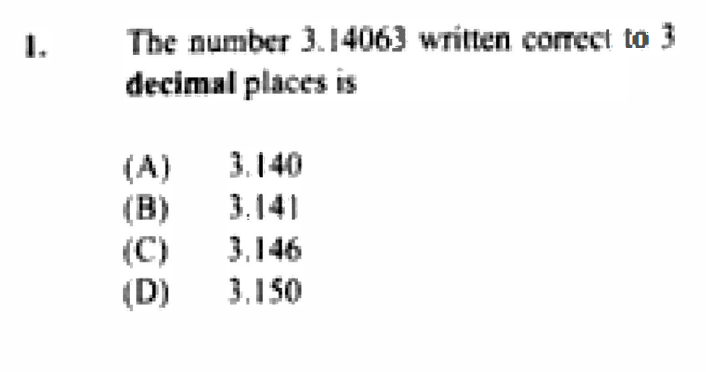 1. The number 3.14063 written correct to 3
decimal places is
(A) 3.140
(B) 3.141
(C) 3.146
(D) 3.150